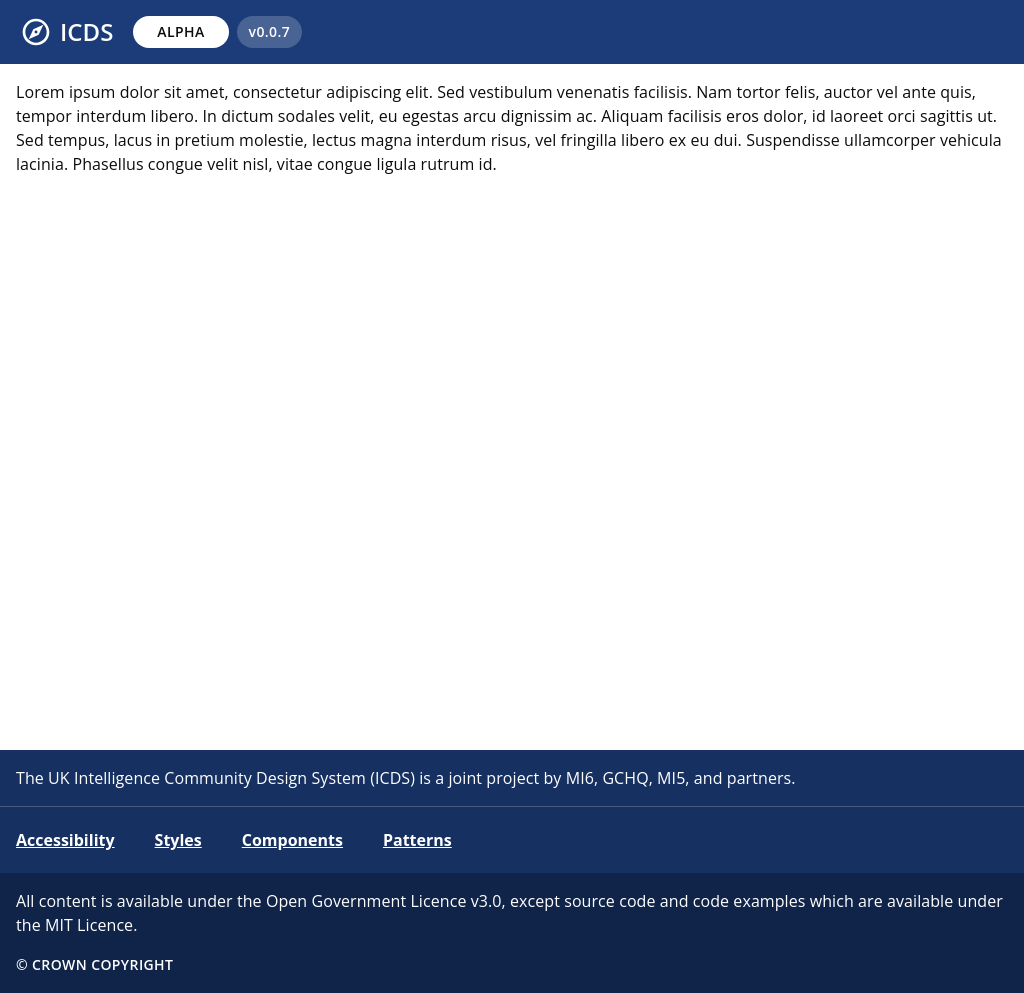 ICDS ALPHA v0.0.7
Lorem ipsum dolor sit amet, consectetur adipiscing elit. Sed vestibulum venenatis facilisis. Nam tortor felis, auctor vel ante quis,
tempor interdum libero. In dictum sodales velit, eu egestas arcu dignissim ac. Aliquam facilisis eros dolor, id laoreet orci sagittis ut.
Sed tempus, lacus in pretium molestie, lectus magna interdum risus, vel fringilla libero ex eu dui. Suspendisse ullamcorper vehicula
lacinia. Phasellus congue velit nisl, vitae congue ligula rutrum id.
The UK Intelligence Community Design System (ICDS) is a joint project by MI6, GCHQ, MI5, and partners.
Accessibility Styles Components Patterns
All content is available under the Open Government Licence v3.0, except source code and code examples which are available under
the MIT Licence.
© CROWN COPYRIGHT